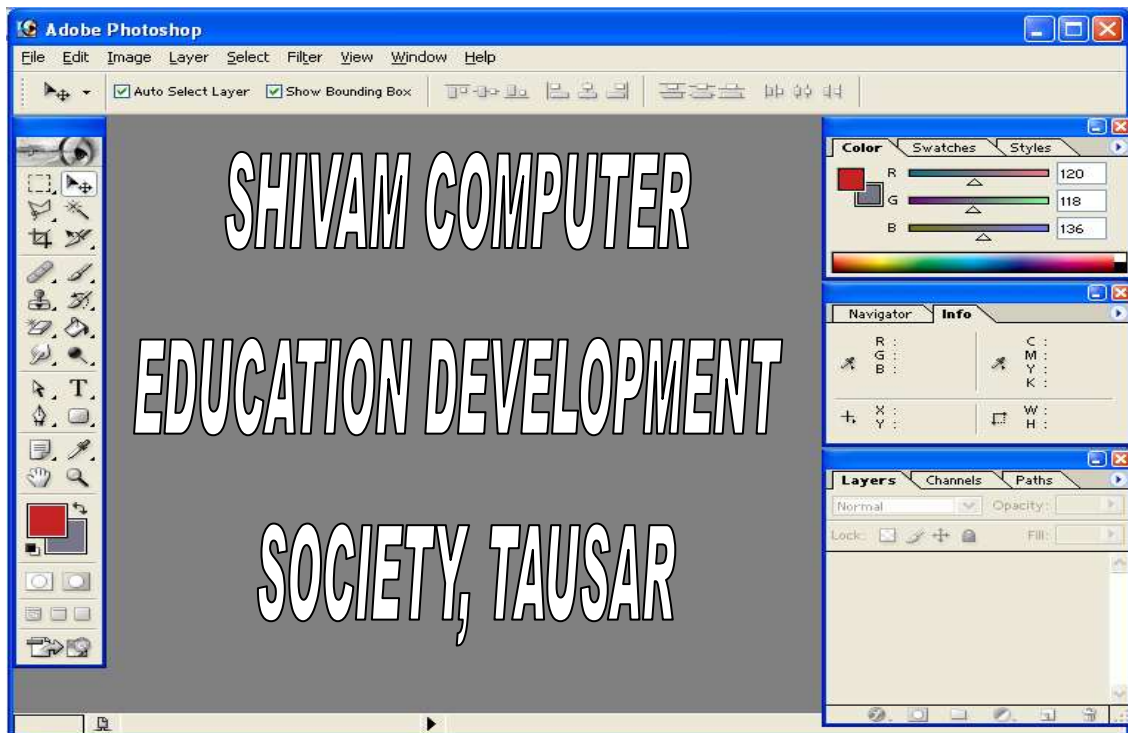 Adobe Photoshop
File Edit Image Layer Select Filter View Window Help
Auto Select Layer Show Bounding Box
SHIVAM COMPUTER
EDUCATION DEVELOPMENT
SOCIETY, TAUSAR
T
Color Swatches Styles
R 120
G 118
B 136
Navigator Info
R : C :
G : M :
B : Y :
K :
X : W :
Y : H :
Layers Channels Paths
Normal Opacity:
Lock: Fill: